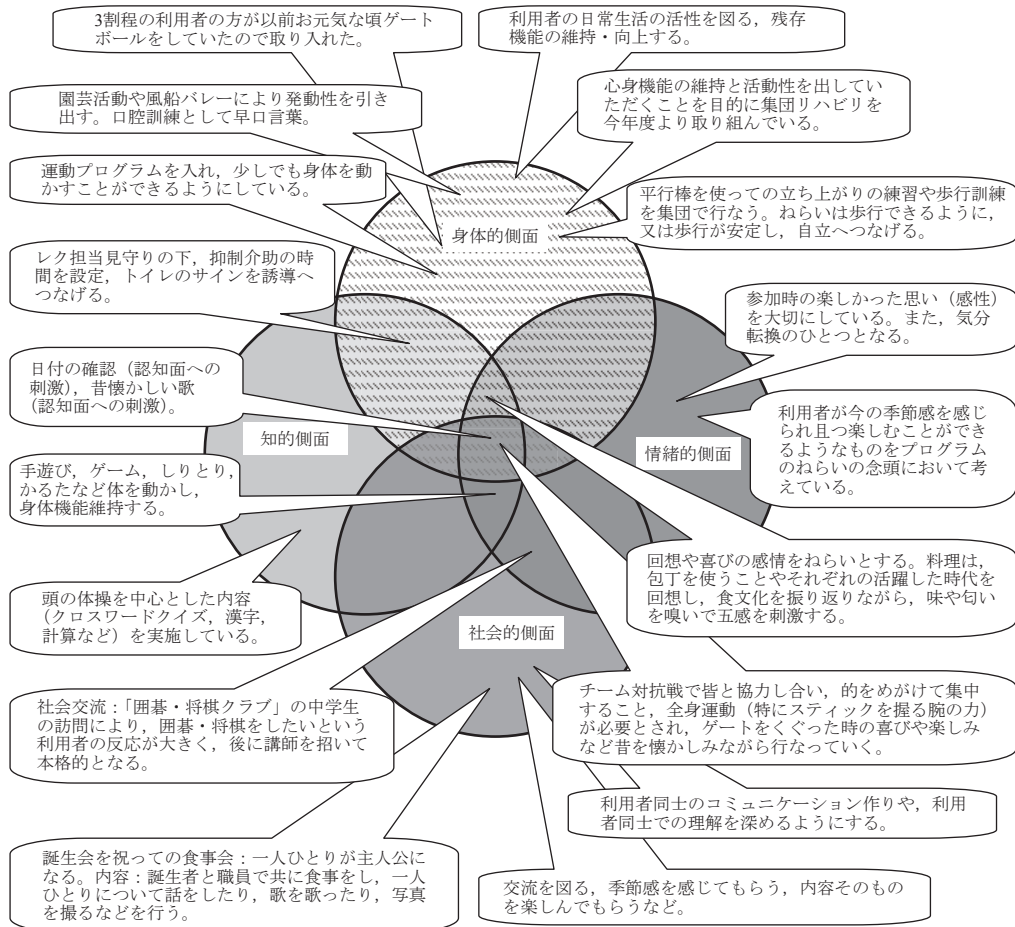 3割程の利用者の方が以前お元気な頃ゲート
ボールをしていたので取り入れた。
利用者の日常生活の活性を図る，残存
機能の維持・向上する。
園芸活動や風船バレーにより発動性を引き
出す。口腔訓練として早口言葉。
心身機能の維持と活動性を出してい
ただくことを目的に集団リハビリを
今年度より取り組んでいる。
運動プログラムを入れ，少しでも身体を動
かすことができるようにしている。
平行棒を使っての立ち上がりの練習や歩行訓練
を集団で行なう。ねらいは歩行できるように，
又は歩行が安定し，自立へつなげる。
身体的側面
レク担当見守りの下，抑制介助の時
間を設定，トイレのサインを誘導へ
つなげる。
参加時の楽しかった思い（感性）
を大切にしている。また，気分
転換のひとつとなる。
日付の確認（認知面への
刺激），昔懐かしい歌
（認知面への刺激）。
知的側面
情緒的側面
利用者が今の季節感を感じ
られ且つ楽しむことができ
るようなものをプログラム
のねらいの念頭において考
えている。
手遊び，ゲーム，しりとり，
かるたなど体を動かし，
身体機能維持する。
回想や喜びの感情をねらいとする。料理は，
包丁を使うことやそれぞれの活躍した時代を
回想し，食文化を振り返りながら，味や匂い
を嗅いで五感を刺激する。
頭の体操を中心とした内容
（クロスワードクイズ，漢字，
計算など）を実施している。
社会的側面
社会交流：「囲碁・将棋クラブ」の中学生
の訪問により，囲碁・将棋をしたいという
利用者の反応が大きく，後に講師を招いて
本格的となる。
チーム対抗戦で皆と協力し合い，的をめがけて集中
すること，全身運動（特にスティックを握る腕の力）
が必要とされ，ゲートをくぐった時の喜びや楽しみ
など昔を懐かしみながら行なっていく。
利用者同士のコミュニケーション作りや，利用
者同士での理解を深めるようにする。
誕生会を祝っての食事会：一人ひとりが主人公に
なる。内容：誕生者と職員で共に食事をし，一人
ひとりについて話をしたり，歌を歌ったり，写真
を撮るなどを行う。
交流を図る，季節感を感じてもらう，内容そのもの
を楽しんでもらうなど。